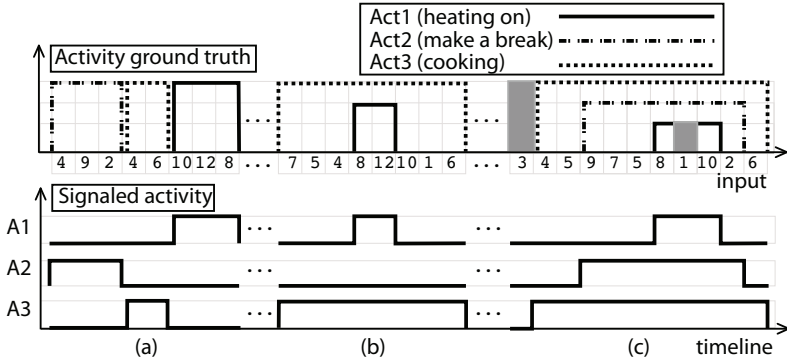 Act1 (heating on)
Act2 (make a break)
Act3 (cooking)
Activity ground truth
... ...
4 9 2 4 6 10 12 8 ... 7 5 4 8 12 10 1 6 ... 3 4 5 9 7 5 8 1 10 2 6
input
Signaled activity
A1 ... ...
A2 ... ...
A3 ... ...
(a) (b) (c) timeline